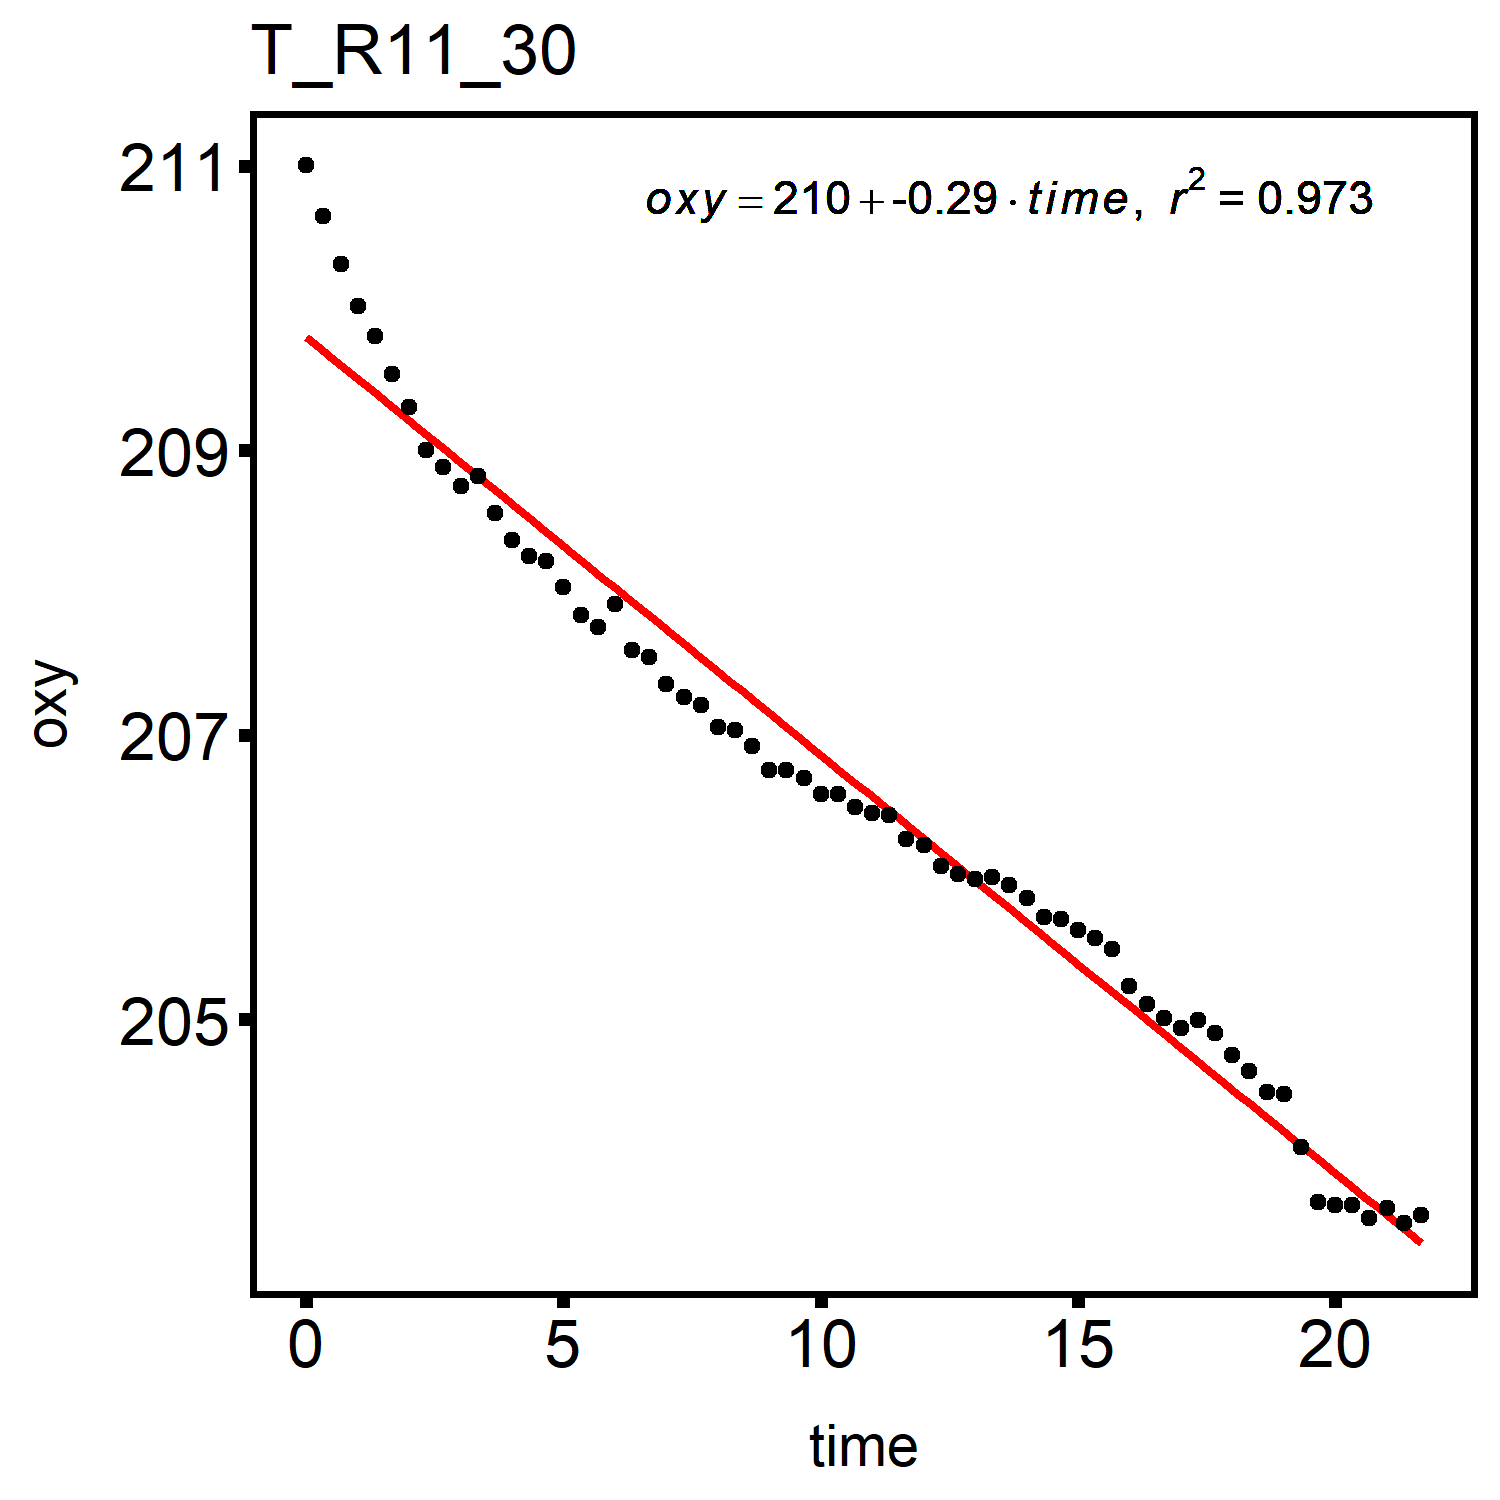 T_R11_30
211
oxy = 210 + -0.29 · time, r² = 0.973
209
207
205
oxy
0 5 10 15 20
time